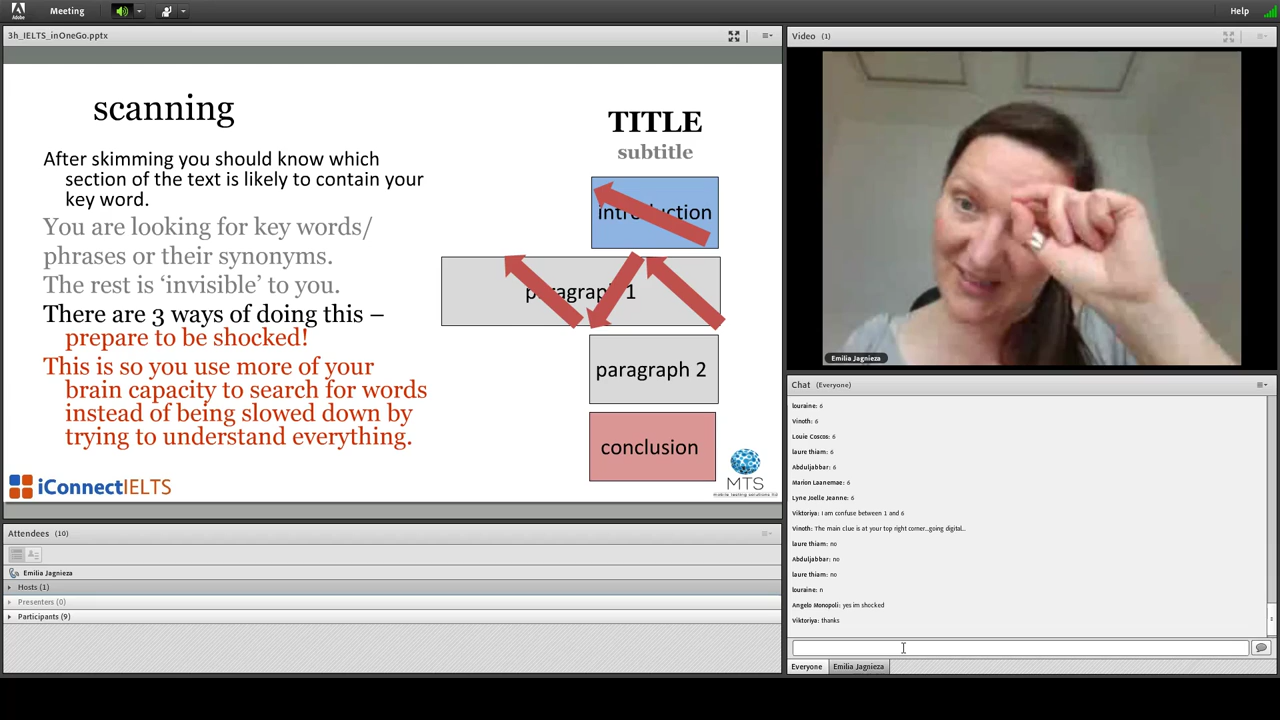 Adobe
Meeting
Help
3h_IELTS_inOneGo.pptx
scanning
After skimming you should know which
section of the text is likely to contain your
key word.
You are looking for key words/
phrases or their synonyms.
The rest is ‘invisible’ to you.
There are 3 ways of doing this –
prepare to be shocked!
This is so you use more of your
brain capacity to search for words
instead of being slowed down by
trying to understand everything.
TITLE
subtitle
introduction
paragraph 1
paragraph 2
conclusion
iConnectIELTS
MTS
mobile testing solutions ltd
Attendees (10)
Emilia Jagnieza
Hosts (1)
Presenters (0)
Participants (9)
Video (1)
Emilia Jagnieza
Chat (Everyone)
louraine: 6
Vinoth: 6
Louie Coscos: 6
laure thiam: 6
Abduljabbar: 6
Marion Laanemae: 6
Lyne Joelle Jeanne: 6
Viktoriya: I am confuse between 1 and 6
Vinoth: The main clue is at your top right corner...going digital..
laure thiam: no
Abduljabbar: no
laure thiam: no
louraine: n
Angelo Monopoli: yes im shocked
Viktoriya: thanks
Everyone
Emilia Jagnieza